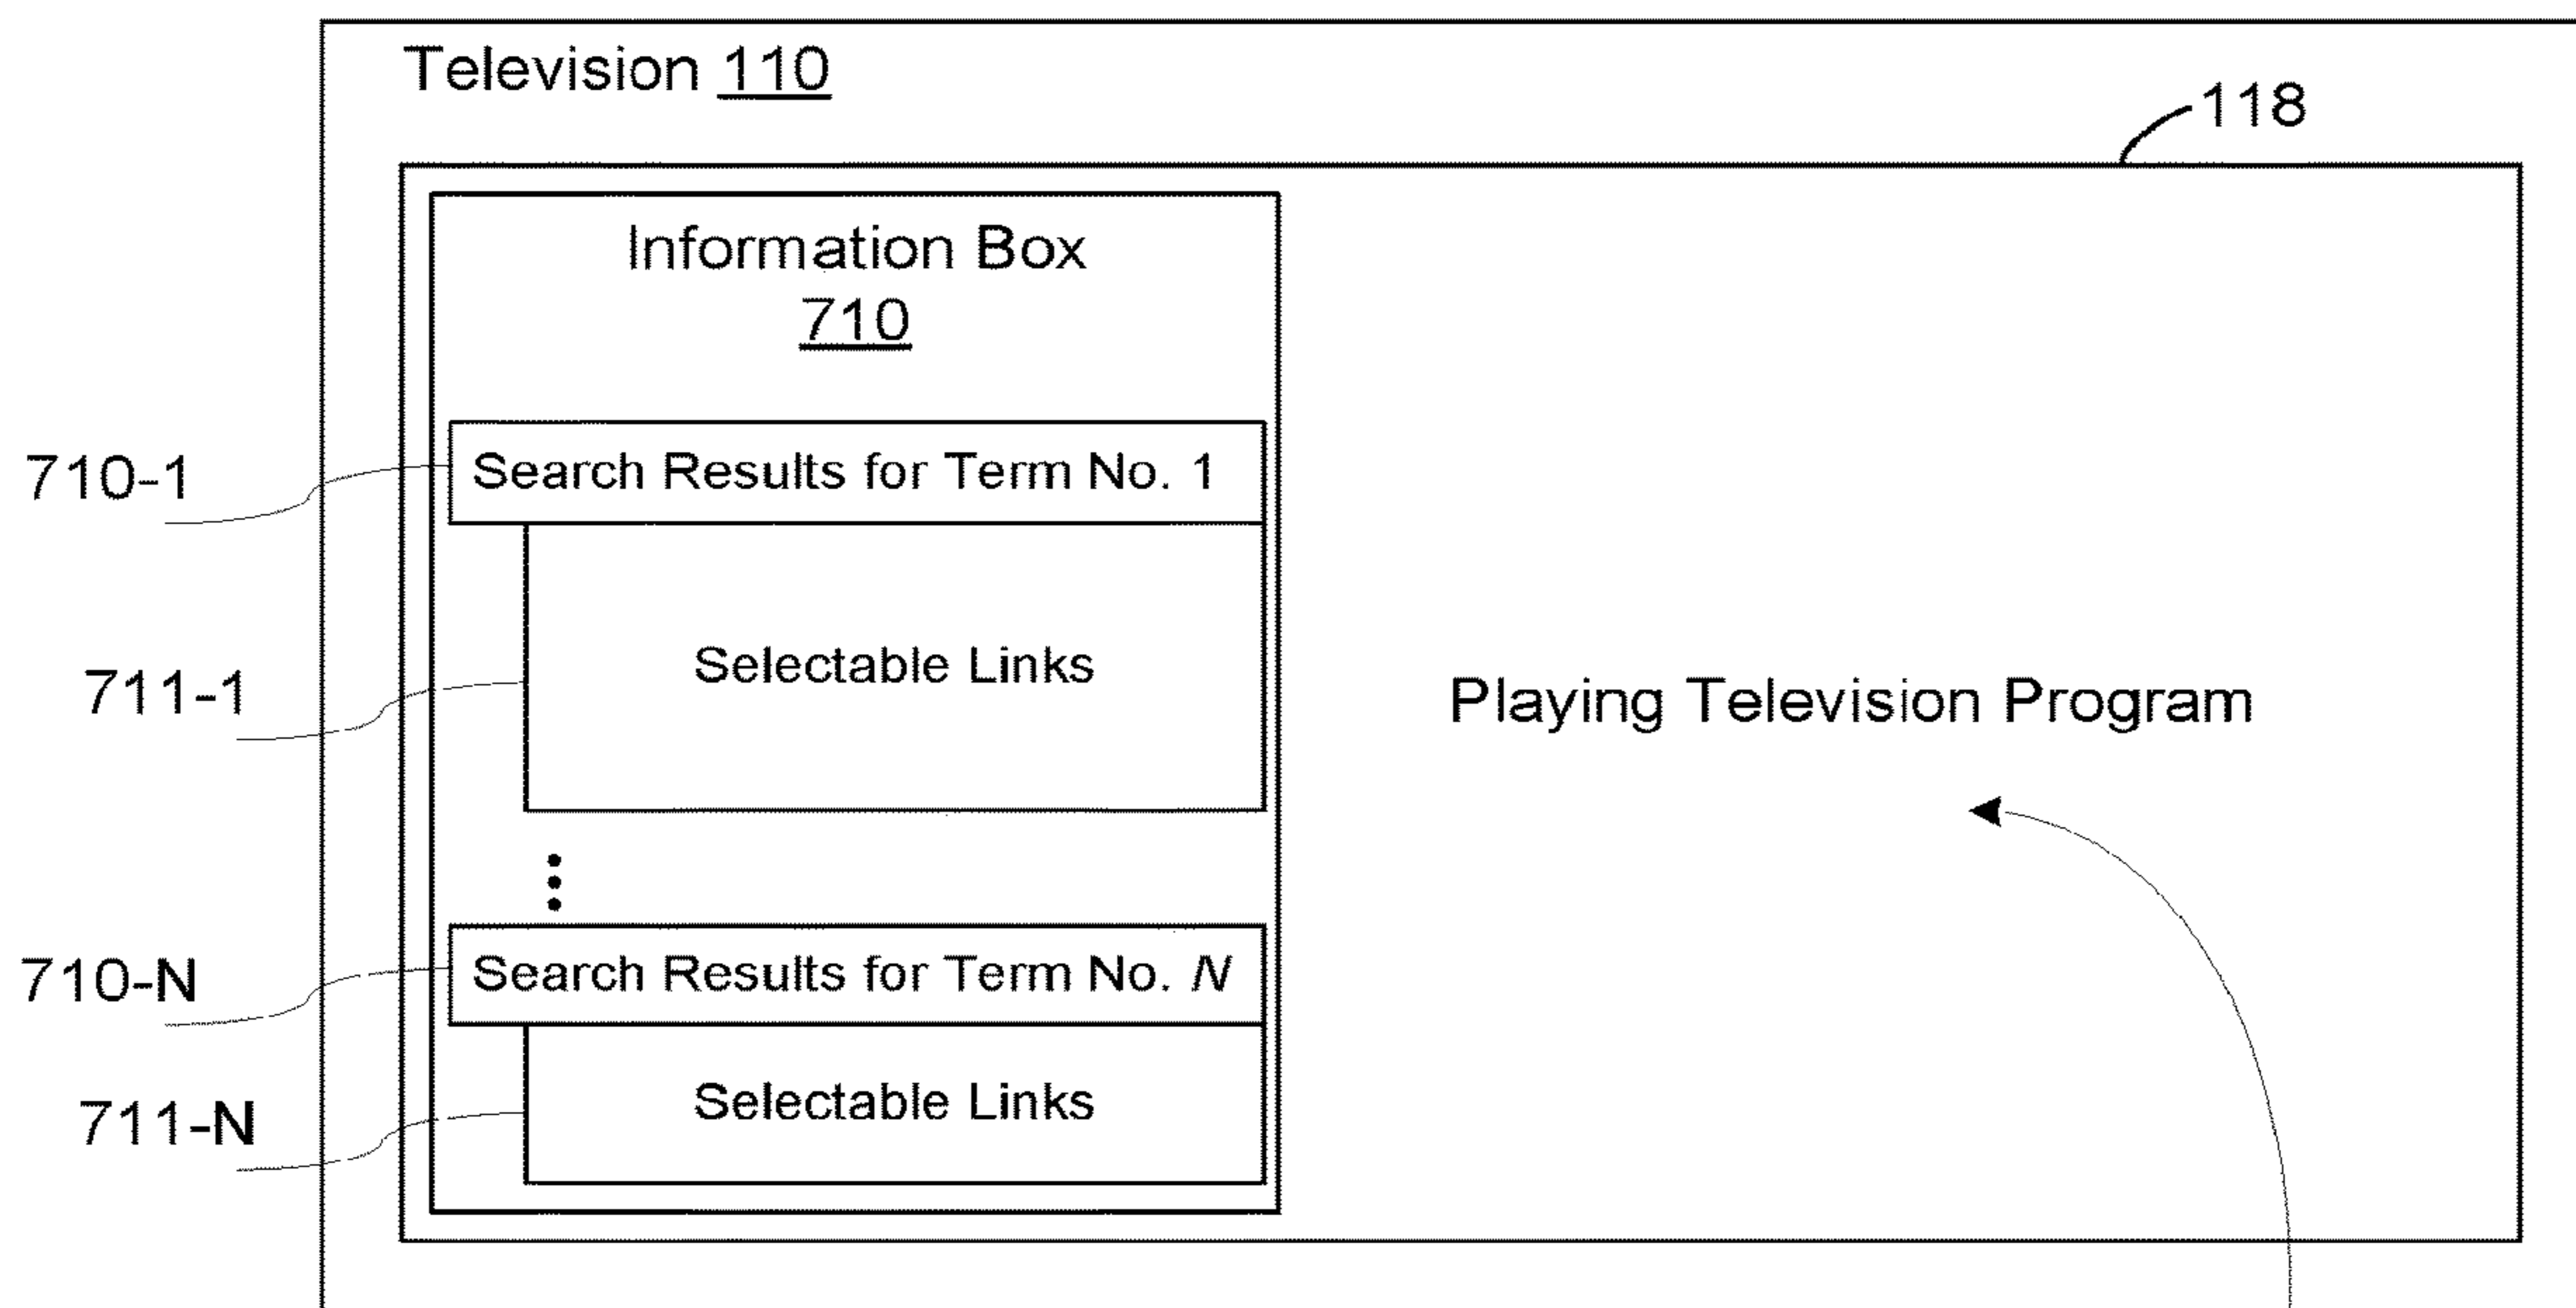 Television 110
118
Information Box
710
710-1
Search Results for Term No. 1
711-1
Selectable Links
Playing Television Program
710-N
Search Results for Term No. N
711-N
Selectable Links